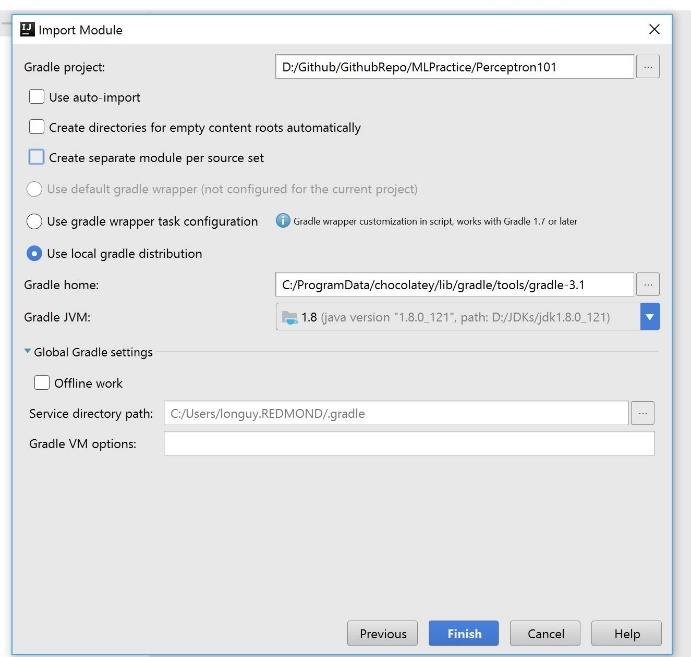 Import Module
Gradle project: D:/Github/GithubRepo/MLPractice/Perceptron101 ...
Use auto-import
Create directories for empty content roots automatically
Create separate module per source set
Use default gradle wrapper (not configured for the current project)
Use gradle wrapper task configuration Gradle wrapper customization in script, works with Gradle 1.7 or later
Use local gradle distribution
Gradle home: C:/ProgramData/chocolatey/lib/gradle/tools/gradle-3.1 ...
Gradle JVM: 1.8 (java version "1.8.0_121", path: D:/JDKs/jdk1.8.0_121)
Global Gradle settings
Offline work
Service directory path: C:/Users/longuy.REDMOND/.gradle ...
Gradle VM options:
Previous Finish Cancel Help